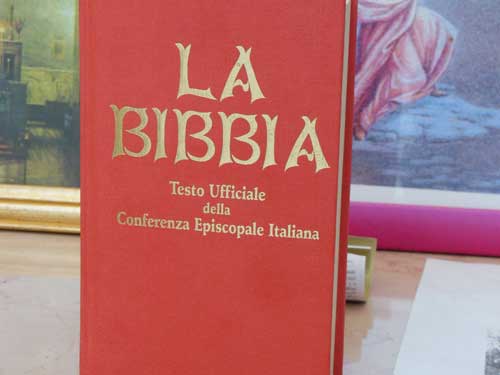 LA
BIBBIA
Testo Ufficiale
della
Conferenza Episcopale Italiana